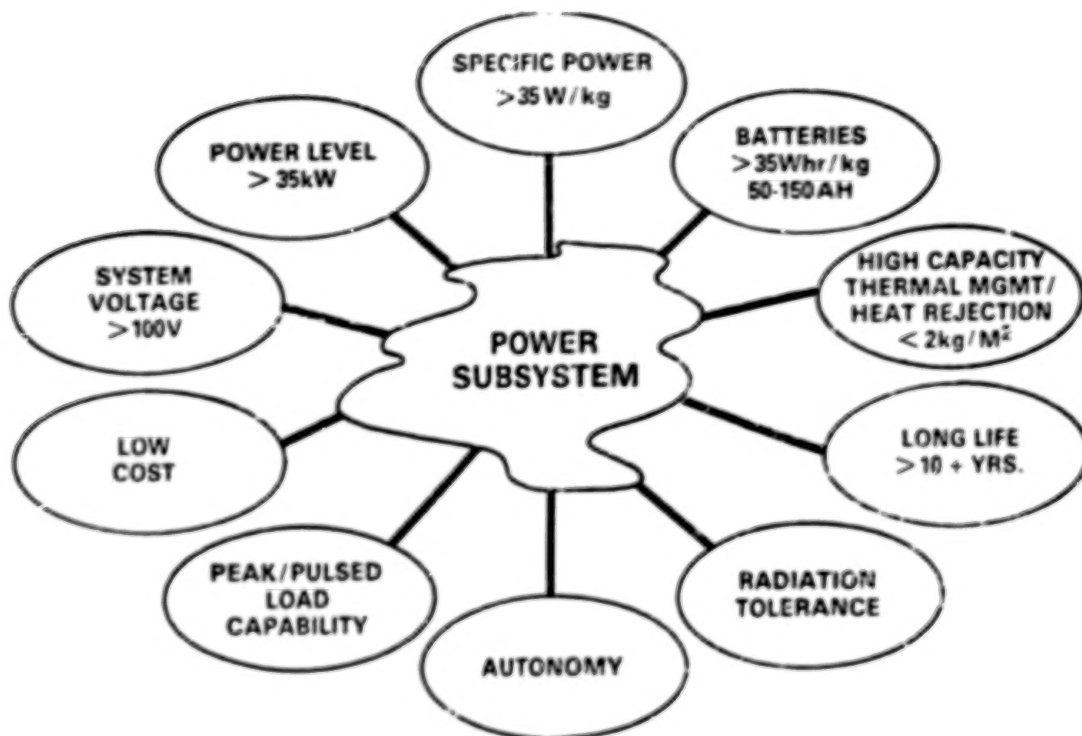 SPECIFIC POWER
>35 W/kg
BATTERIES
>35Whr/kg
50-150AH
HIGH CAPACITY
THERMAL MGMT/
HEAT REJECTION
<2kg/M²
LONG LIFE
>10 + YRS.
RADIATION
TOLERANCE
AUTONOMY
PEAK/PULSED
LOAD
CAPABILITY
LOW
COST
SYSTEM
VOLTAGE
>100V
POWER LEVEL
> 35kW
POWER
SUBSYSTEM